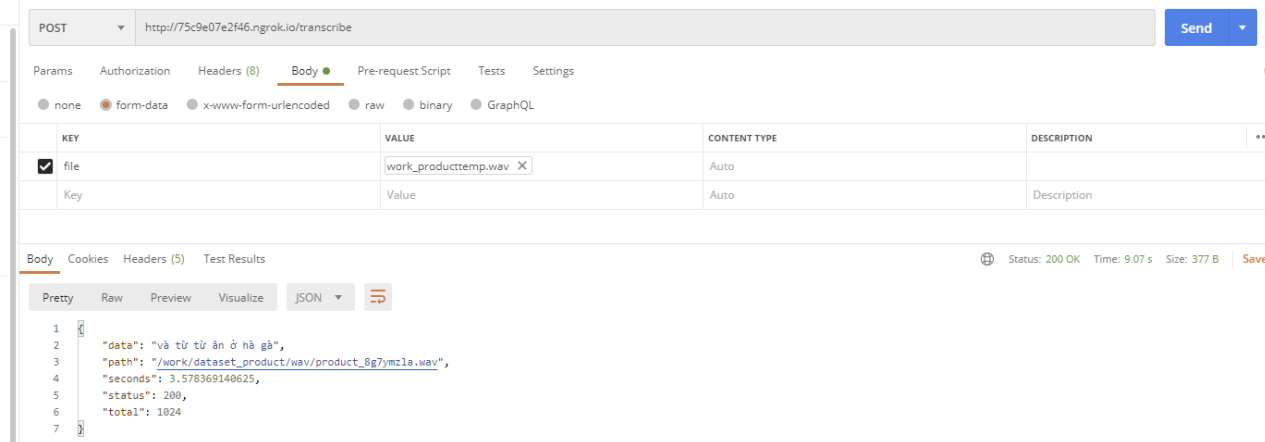 POST http://75c9e07e2f46.ngrok.io/transcribe Send
Params Authorization Headers (8) Body Pre-request Script Tests Settings
none form-data x-www-form-urlencoded raw binary GraphQL
KEY VALUE CONTENT TYPE DESCRIPTION
file work_producttemp.wav Auto
Key Value Auto Description
Body Cookies Headers (5) Test Results Status: 200 OK Time: 9.07 s Size: 377 B Save
Pretty Raw Preview Visualize JSON
1 {
2 "data": "và từ từ ân ở hà gà",
3 "path": "/work/dataset_product/wav/product_8g7ymzla.wav",
4 "seconds": 3.578369140625,
5 "status": 200,
6 "total": 1024
7 }